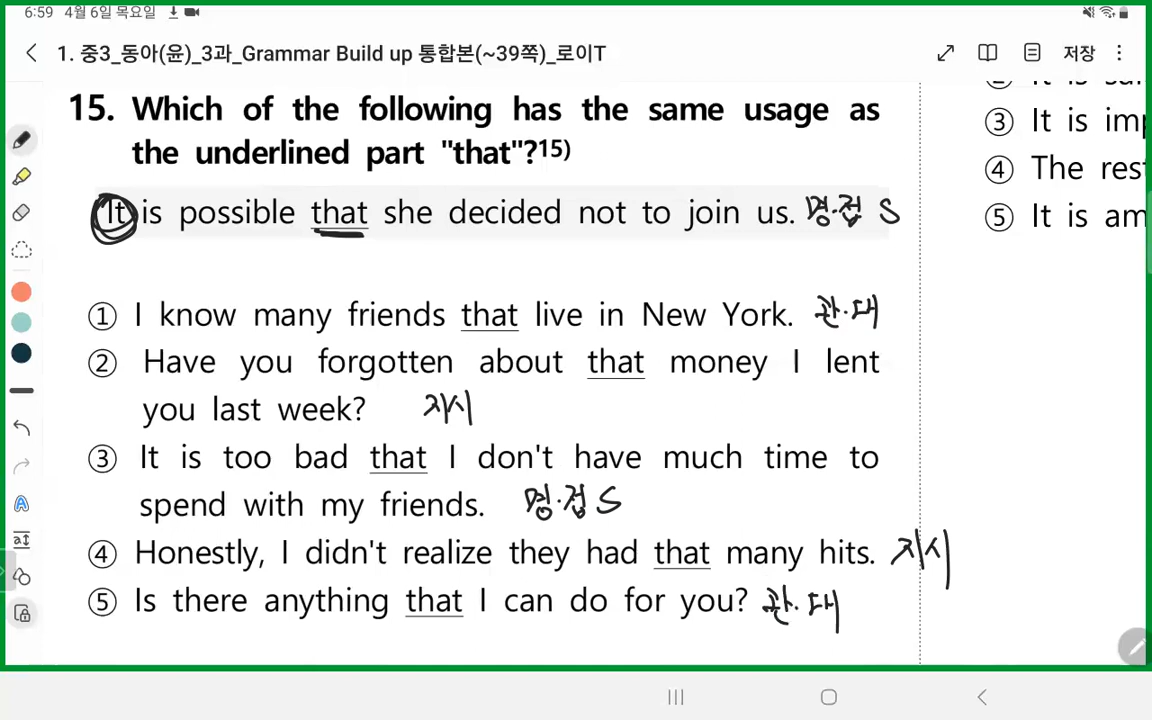 6:59 4월 6일 목요일
1. 중3_동아(윤)_3과_Grammar Build up 통합본(~39쪽)_로이T
저장
15. Which of the following has the same usage as
the underlined part "that"?15)
It is possible that she decided not to join us. 명·접 S
① I know many friends that live in New York. 관·대
② Have you forgotten about that money I lent
you last week? 지시
③ It is too bad that I don't have much time to
spend with my friends. 명·접 S
④ Honestly, I didn't realize they had that many hits. 지시
⑤ Is there anything that I can do for you? 관·대
③ It is
④ The
⑤ It is